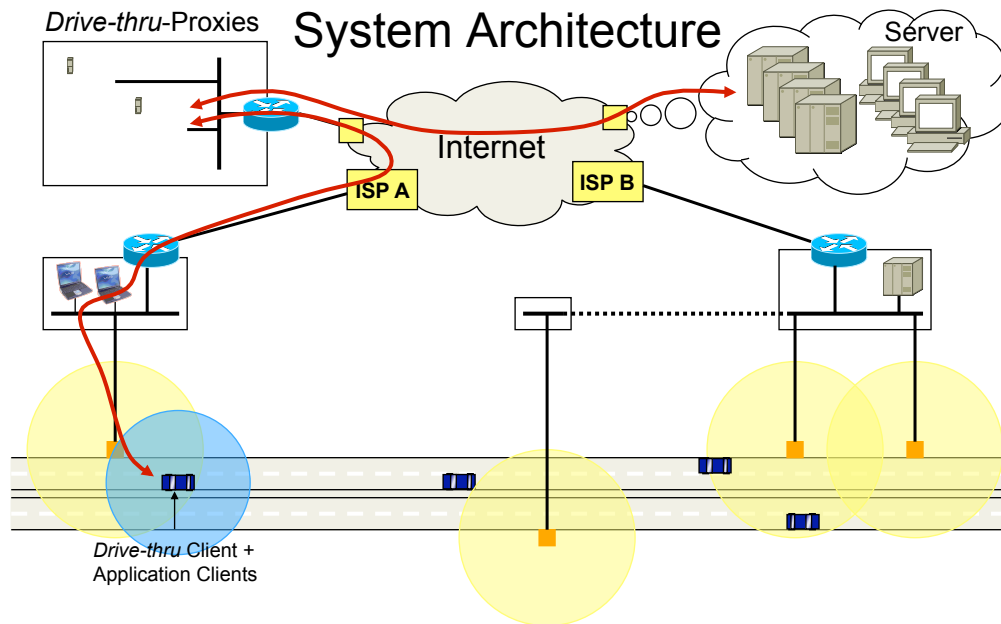 System Architecture
Drive-thru-Proxies
Server
Internet
ISP A
ISP B
Drive-thru Client +
Application Clients